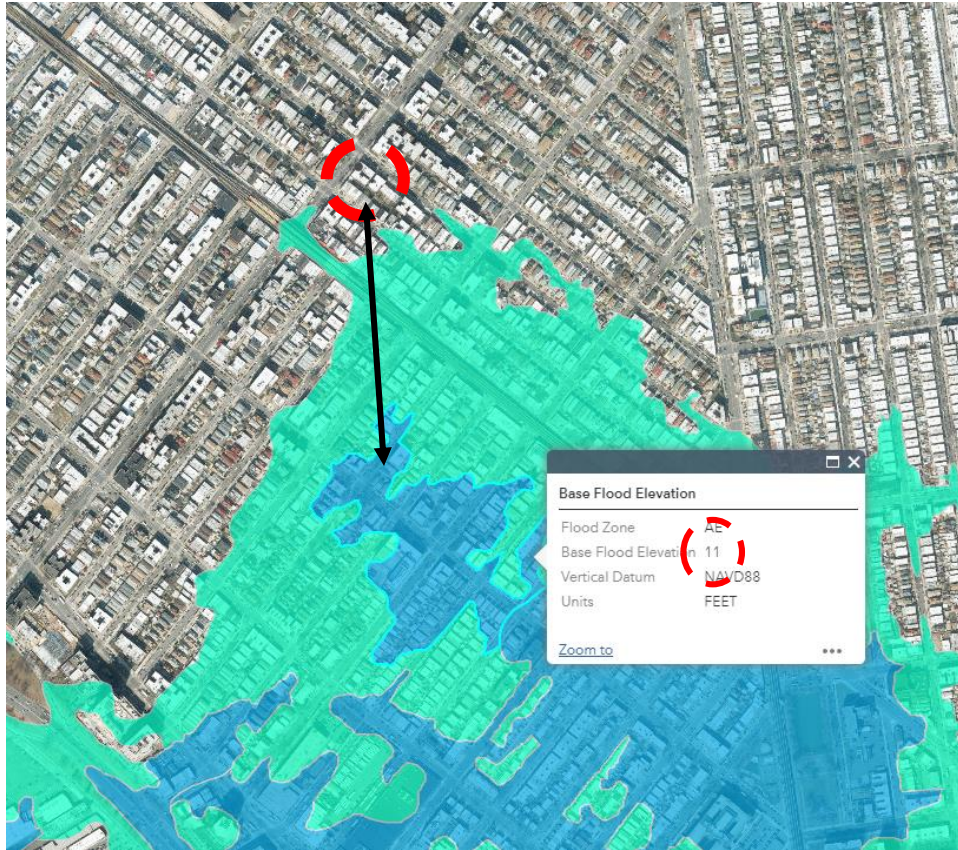 Base Flood Elevation
Flood Zone AE
Base Flood Elevation 11
Vertical Datum NAVD88
Units FEET
Zoom to